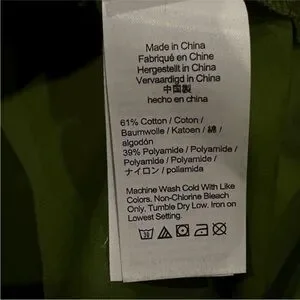 Made in China
Fabriqué en Chine
Hergestellt in China
Vervaardigd in China
中国製
hecho en china
61% Cotton / Coton /
Baumwolle / Katoen / 綿 /
algodón
39% Polyamide / Polyamide /
Polyamide / Polyamide /
ナイロン / poliamida
Machine Wash Cold With Like
Colors. Non-Chlorine Bleach
Only. Tumble Dry Low. Iron on
Lowest Setting.
30